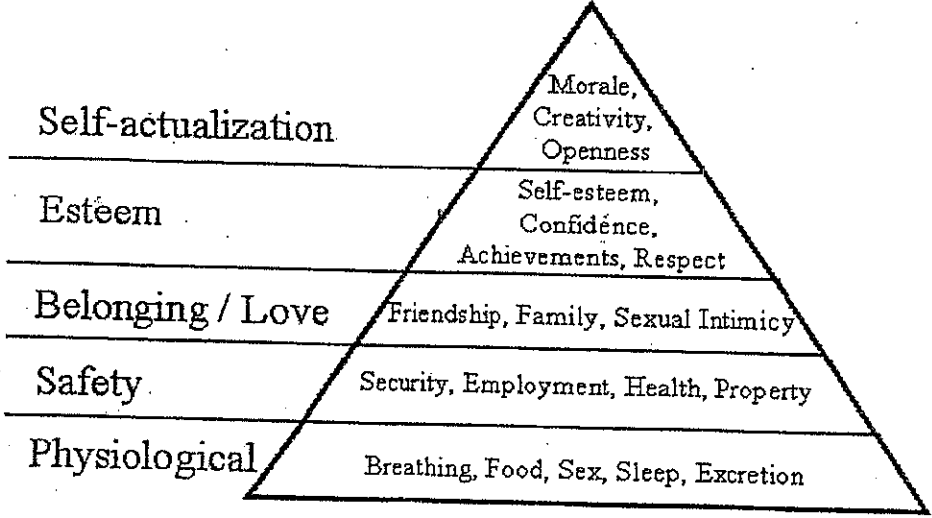 Morale,
Creativity,
Openness
Self-actualization
Self-esteem,
Confidence,
Achievements, Respect
Esteem
Belonging / Love
Friendship, Family, Sexual Intimicy
Safety
Security, Employment, Health, Property
Physiological
Breathing, Food, Sex, Sleep, Excretion